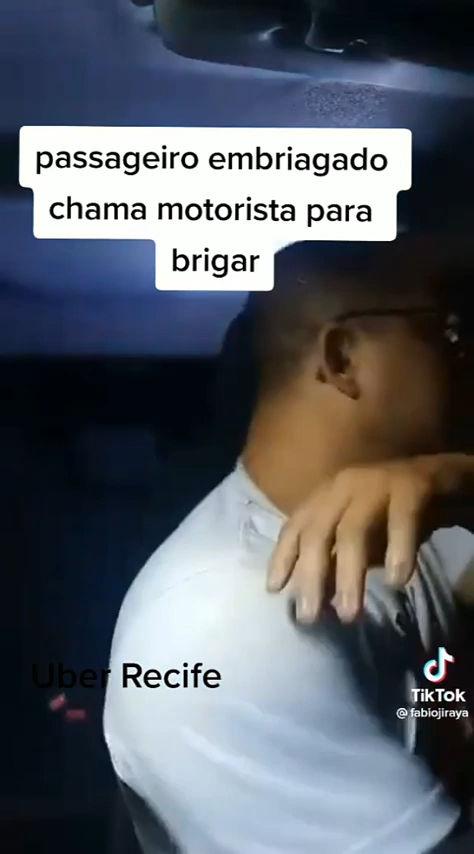 passageiro embriagado
chama motorista para
brigar
Uber Recife
TikTok
@fabiojiraya